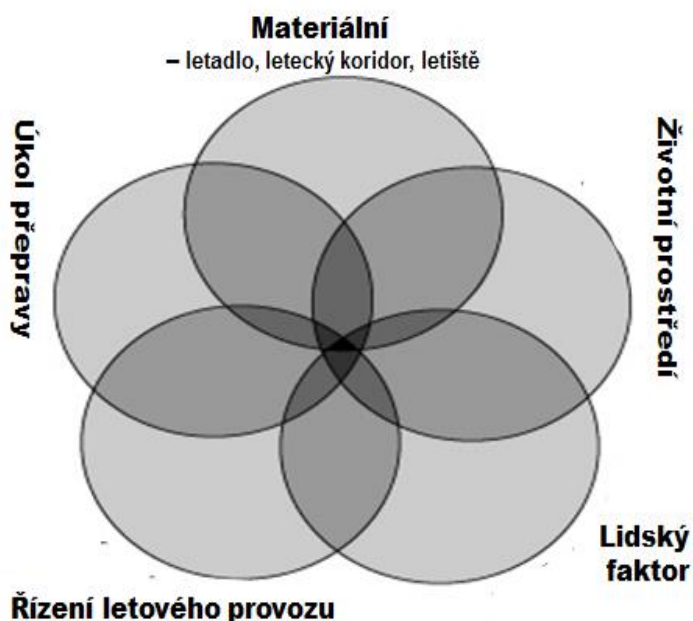 Materiální
– letadlo, letecký koridor, letiště
Úkol přepravy
Životní prostředí
Lidský
faktor
Řízení letového provozu